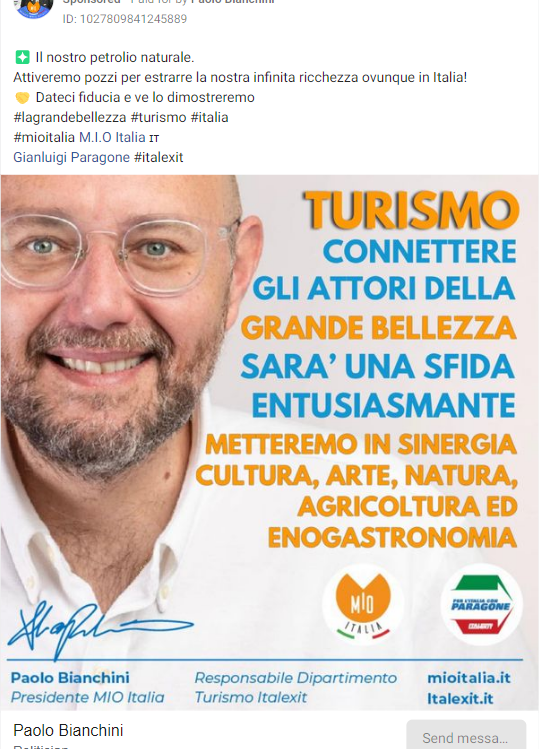 Sponsored · Paid for by Paolo Bianchini
ID: 1027809841245889
Il nostro petrolio naturale.
Attiveremo pozzi per estrarre la nostra infinita ricchezza ovunque in Italia!
Dateci fiducia e ve lo dimostreremo
#lagrandebellezza #turismo #italia
#mioitalia M.I.O Italia ɪᴛ
Gianluigi Paragone #italexit
TURISMO
CONNETTERE
GLI ATTORI DELLA
GRANDE BELLEZZA
SARA' UNA SFIDA
ENTUSIASMANTE
METTEREMO IN SINERGIA
CULTURA, ARTE, NATURA,
AGRICOLTURA ED
ENOGASTRONOMIA
MIO
ITALIA
PER L'ITALIA CON
PARAGONE
ITALEXIT
Paolo Bianchini
Presidente MIO Italia
Responsabile Dipartimento
Turismo Italexit
mioitalia.it
Italexit.it
Paolo Bianchini
Politician
Send messa...